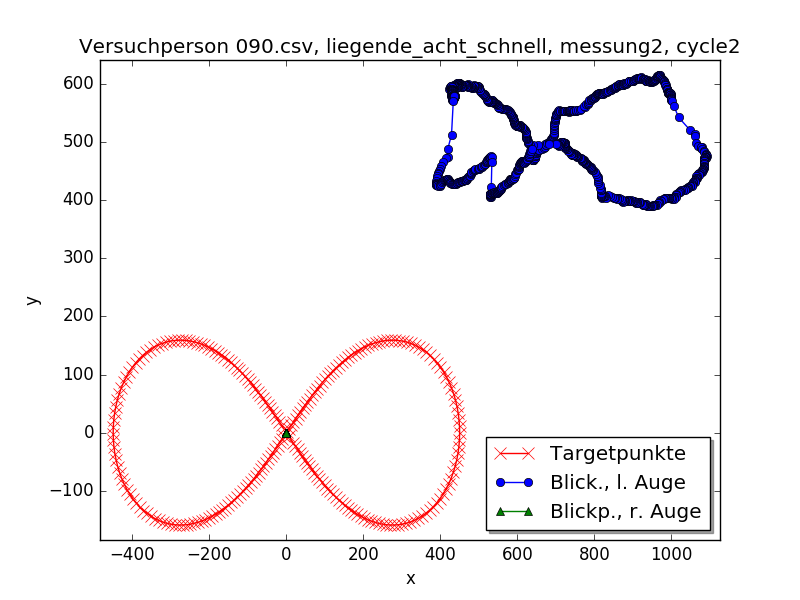 Versuchperson 090.csv, liegende_acht_schnell, messung2, cycle2
600
500
400
300
200
100
0
−100
y
−400 −200 0 200 400 600 800 1000
x
Targetpunkte
Blick., l. Auge
Blickp., r. Auge